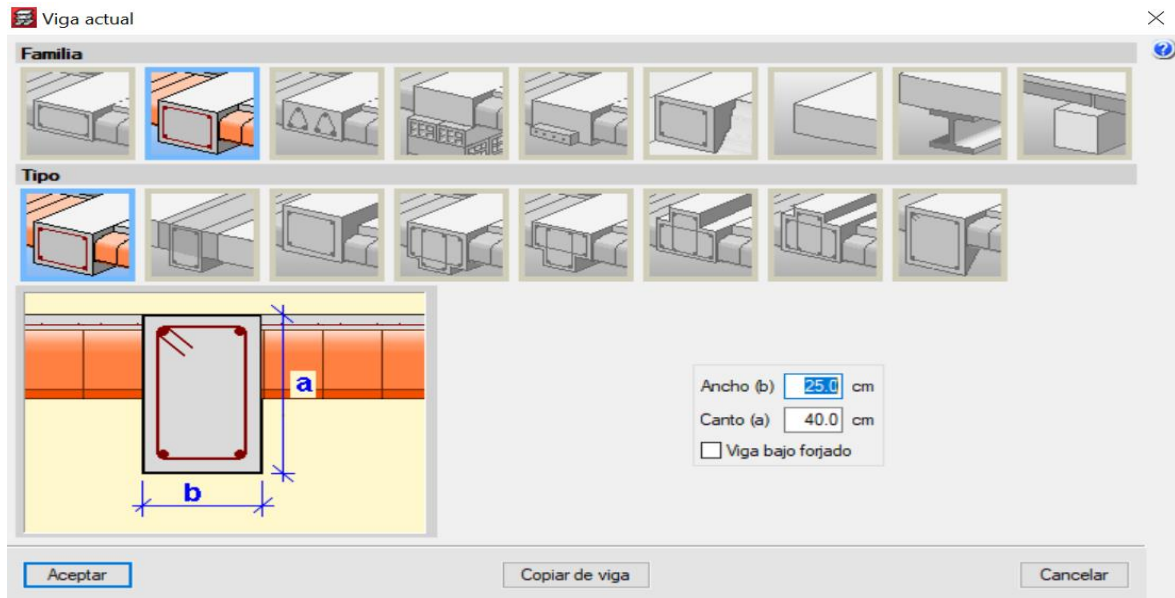 Viga actual
Familia
Tipo
a
b
Ancho (b) 25.0 cm
Canto (a) 40.0 cm
Viga bajo forjado
Aceptar
Copiar de viga
Cancelar